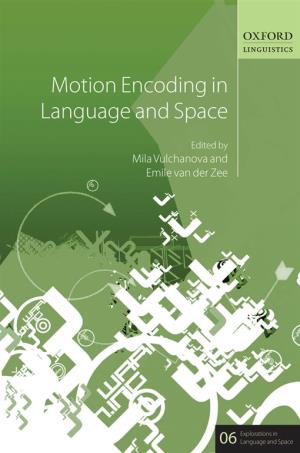 OXFORD
LINGUISTICS
Motion Encoding in
Language and Space
Edited by
Mila Vulchanova and
Emile van der Zee
06
Explorations in
Language and Space